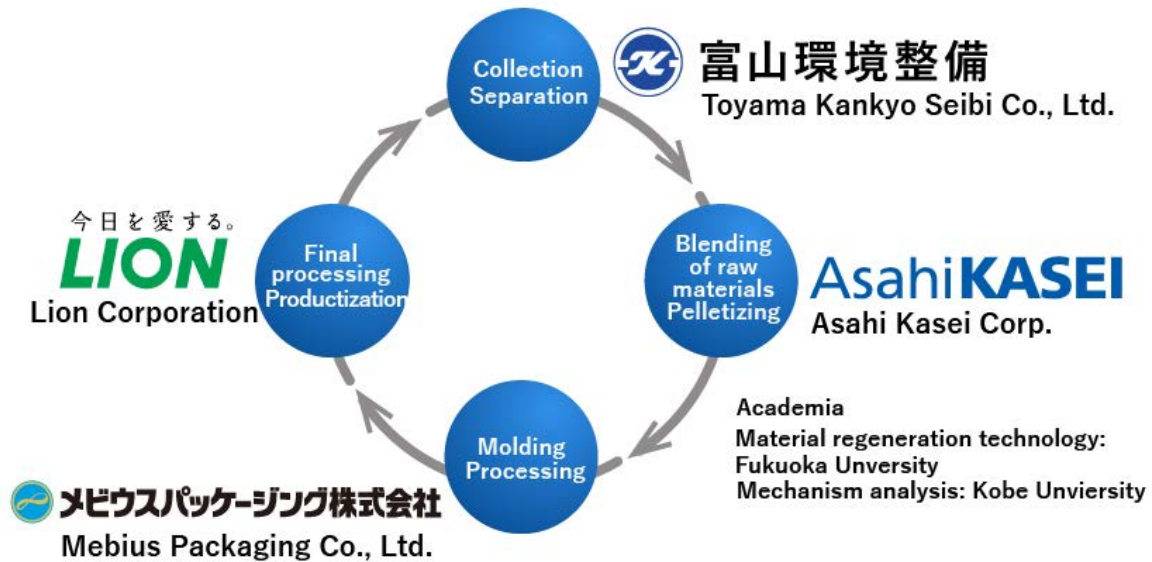 Collection
Separation
富山環境整備
Toyama Kankyo Seibi Co., Ltd.
Blending
of raw
materials
Pelletizing
AsahiKASEI
Asahi Kasei Corp.
Academia
Material regeneration technology:
Fukuoka Unversity
Mechanism analysis: Kobe Unviersity
Molding
Processing
メビウスパッケージング株式会社
Mebius Packaging Co., Ltd.
Final
processing
Productization
今日を愛する。
LION
Lion Corporation